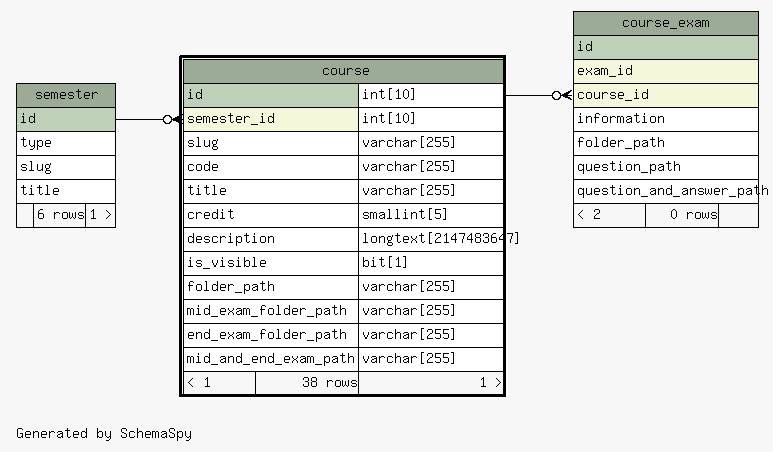 semester
id
type
slug
title
6 rows 1 >
course
id int[10]
semester_id int[10]
slug varchar[255]
code varchar[255]
title varchar[255]
credit smallint[5]
description longtext[2147483647]
is_visible bit[1]
folder_path varchar[255]
mid_exam_folder_path varchar[255]
end_exam_folder_path varchar[255]
mid_and_end_exam_path varchar[255]
< 1 38 rows 1 >
course_exam
id
exam_id
course_id
information
folder_path
question_path
question_and_answer_path
< 2 0 rows
Generated by SchemaSpy